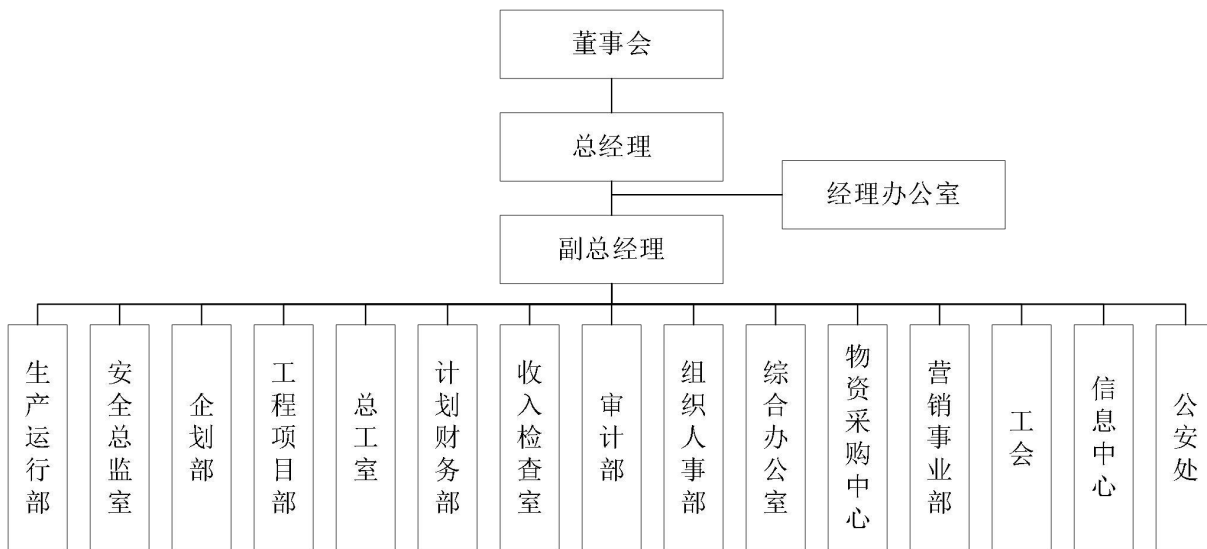 董事会
总经理
经理办公室
副总经理
生产运行部
安全总监室
企划部
工程项目部
总工室
计划财务部
收入检查室
审计部
组织人事部
综合办公室
物资采购中心
营销事业部
工会
信息中心
公安处